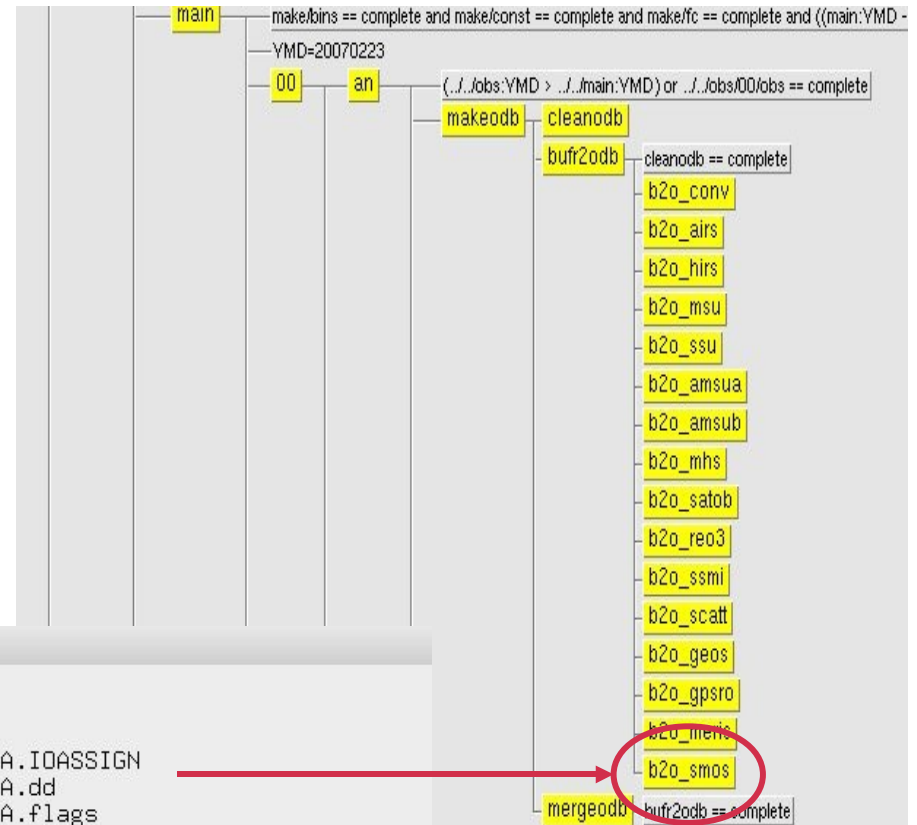 main make/bins == complete and make/const == complete and make/fc == complete and ((main:YMD -
YMD=20070223
00 an (../../obs:YMD > ../../main:YMD) or ../../obs/00/obs == complete
makeodb cleanodb
bufr2odb cleanodb == complete
b2o_conv
b2o_airs
b2o_hirs
b2o_msu
b2o_ssu
b2o_amsua
b2o_amsub
b2o_mhs
b2o_satob
b2o_reo3
b2o_ssmi
b2o_scatt
b2o_geos
b2o_gpsro
b2o_meris
b2o_smos
mergeodb bufr2odb == complete
A.IOASSIGN
A.dd
A.flags